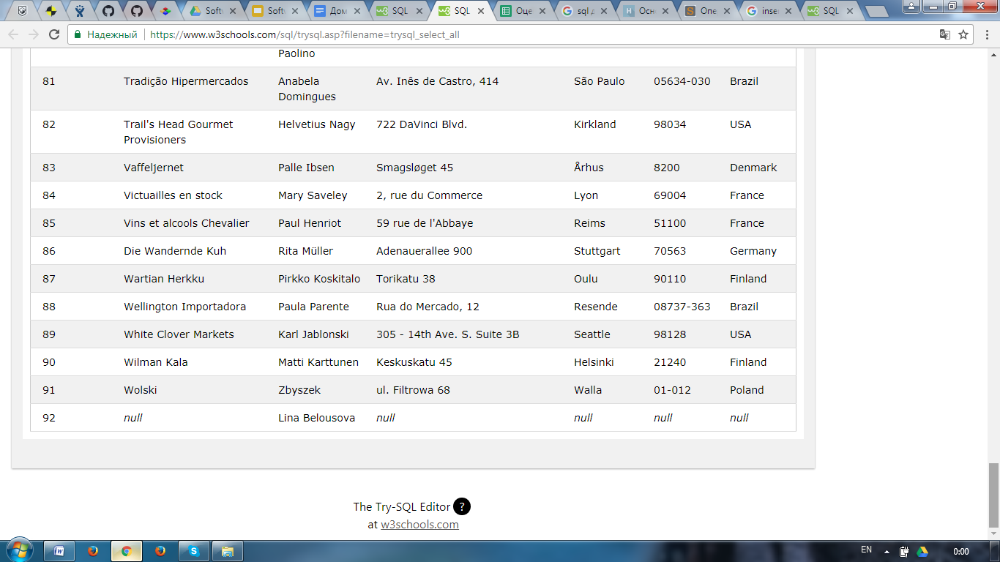 Softw
Softw
Дом
SQL
SQL
Оце
sql д
Осн
One
inser
SQL
Надежный https://www.w3schools.com/sql/trysql.asp?filename=trysql_select_all
Paolino
81 Tradição Hipermercados Anabela Domingues Av. Inês de Castro, 414 São Paulo 05634-030 Brazil
82 Trail's Head Gourmet Provisioners Helvetius Nagy 722 DaVinci Blvd. Kirkland 98034 USA
83 Vaffeljernet Palle Ibsen Smagsløget 45 Århus 8200 Denmark
84 Victuailles en stock Mary Saveley 2, rue du Commerce Lyon 69004 France
85 Vins et alcools Chevalier Paul Henriot 59 rue de l'Abbaye Reims 51100 France
86 Die Wandernde Kuh Rita Müller Adenauerallee 900 Stuttgart 70563 Germany
87 Wartian Herkku Pirkko Koskitalo Torikatu 38 Oulu 90110 Finland
88 Wellington Importadora Paula Parente Rua do Mercado, 12 Resende 08737-363 Brazil
89 White Clover Markets Karl Jablonski 305 - 14th Ave. S. Suite 3B Seattle 98128 USA
90 Wilman Kala Matti Karttunen Keskuskatu 45 Helsinki 21240 Finland
91 Wolski Zbyszek ul. Filtrowa 68 Walla 01-012 Poland
92 null Lina Belousova null null null null
The Try-SQL Editor ?
at w3schools.com
EN 0:00